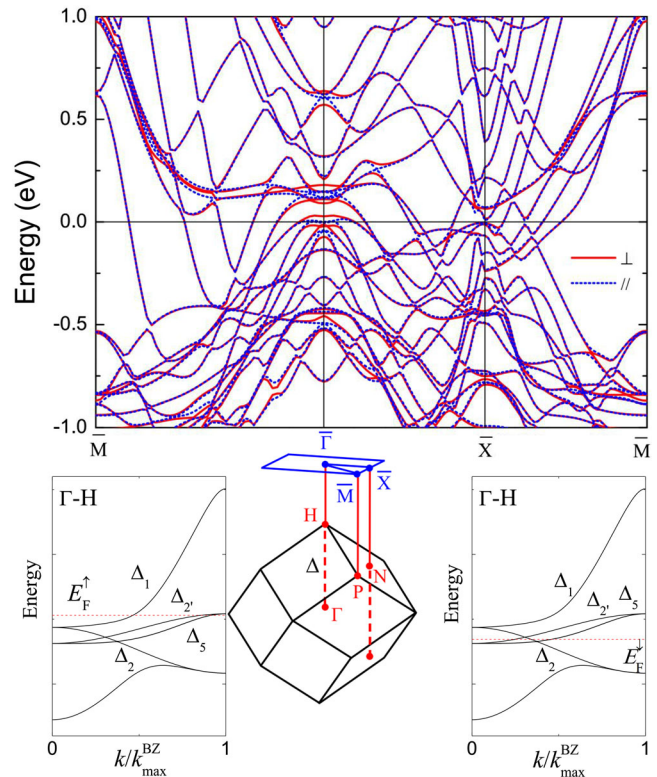 1.0
0.5
0.0
-0.5
-1.0
Energy (eV)
⊥
//
M̅ Γ̅ X̅ M̅
Γ-H
Energy
E_F^↑
Δ₁
Δ₂'
Δ₅
Δ₂
0 1
k/k_max^BZ
M̅ X̅
H
Δ
N
P
Γ
Γ-H
Energy
Δ₁
Δ₂' Δ₅
Δ₂
E_F^↓
0 1
k/k_max^BZ